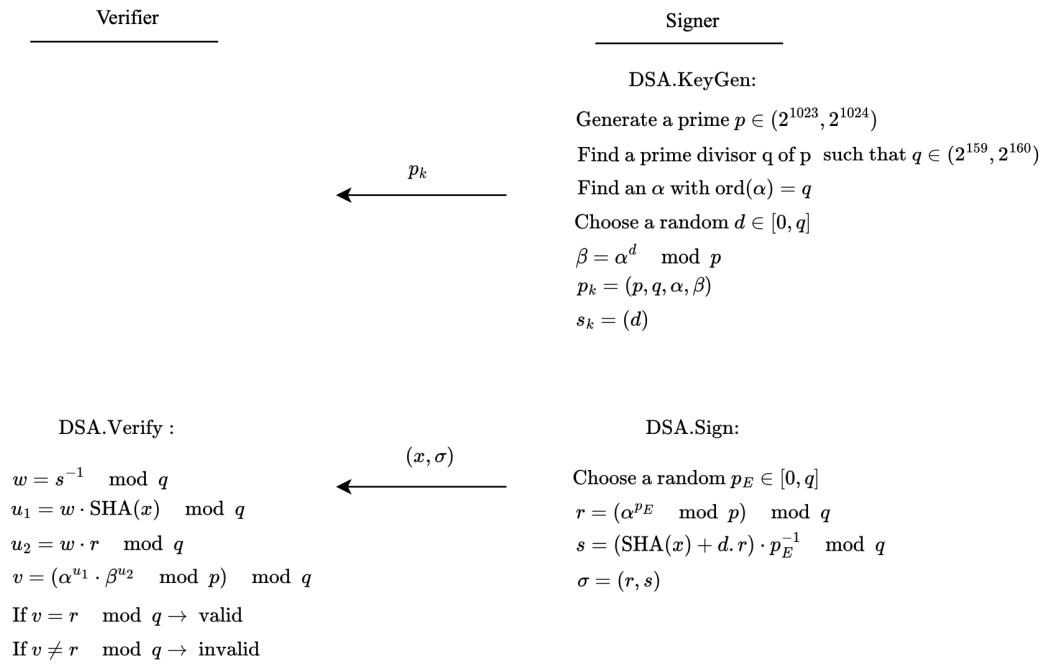 Verifier
Signer
DSA.KeyGen:
Generate a prime p ∈ (2^1023, 2^1024)
Find a prime divisor q of p such that q ∈ (2^159, 2^160)
Find an α with ord(α) = q
Choose a random d ∈ [0, q]
β = α^d mod p
p_k = (p, q, α, β)
s_k = (d)
p_k
DSA.Verify :
w = s^−1 mod q
u_1 = w · SHA(x) mod q
u_2 = w · r mod q
v = (α^u_1 · β^u_2 mod p) mod q
If v = r mod q → valid
If v ≠ r mod q → invalid
(x, σ)
DSA.Sign:
Choose a random p_E ∈ [0, q]
r = (α^p_E mod p) mod q
s = (SHA(x) + d. r) · p_E^−1 mod q
σ = (r, s)